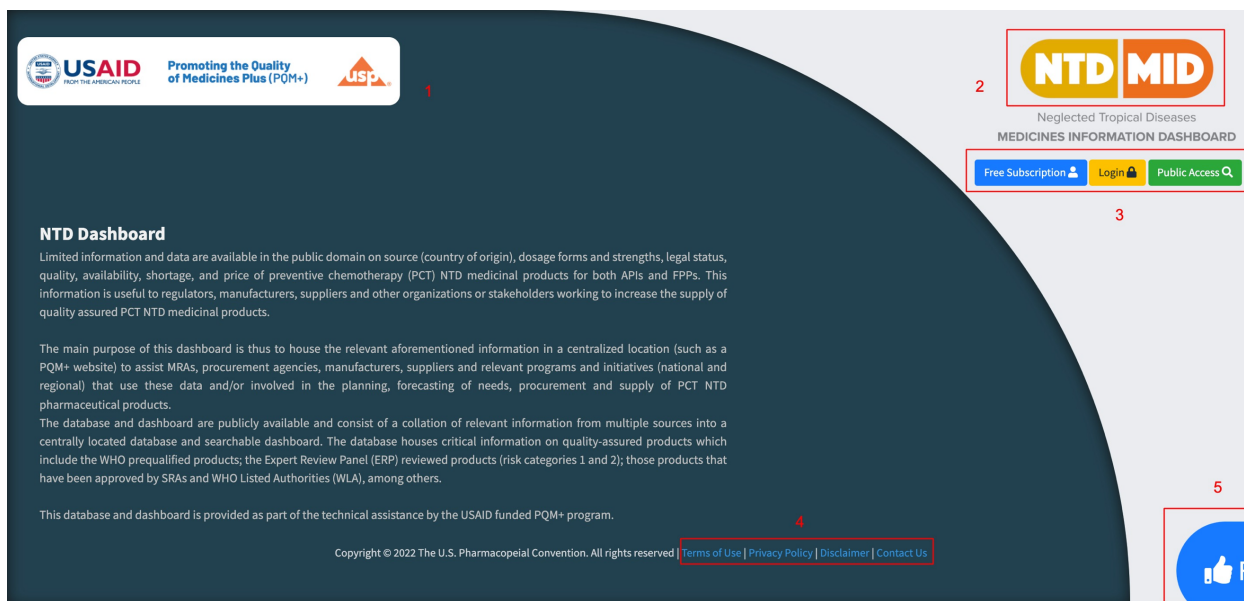 USAID
FROM THE AMERICAN PEOPLE
Promoting the Quality
of Medicines Plus (PQM+)
usp
1
2
NTD MID
Neglected Tropical Diseases
MEDICINES INFORMATION DASHBOARD
Free Subscription Login Public Access
3
NTD Dashboard
Limited information and data are available in the public domain on source (country of origin), dosage forms and strengths, legal status,
quality, availability, shortage, and price of preventive chemotherapy (PCT) NTD medicinal products for both APIs and FPPs. This
information is useful to regulators, manufacturers, suppliers and other organizations or stakeholders working to increase the supply of
quality assured PCT NTD medicinal products.
The main purpose of this dashboard is thus to house the relevant aforementioned information in a centralized location (such as a
PQM+ website) to assist MRAs, procurement agencies, manufacturers, suppliers and relevant programs and initiatives (national and
regional) that use these data and/or involved in the planning, forecasting of needs, procurement and supply of PCT NTD
pharmaceutical products.
The database and dashboard are publicly available and consist of a collation of relevant information from multiple sources into a
centrally located database and searchable dashboard. The database houses critical information on quality-assured products which
include the WHO prequalified products; the Expert Review Panel (ERP) reviewed products (risk categories 1 and 2); those products that
have been approved by SRAs and WHO Listed Authorities (WLA), among others.
This database and dashboard is provided as part of the technical assistance by the USAID funded PQM+ program.
4
5
Copyright © 2022 The U.S. Pharmacopeial Convention. All rights reserved | Terms of Use | Privacy Policy | Disclaimer | Contact Us